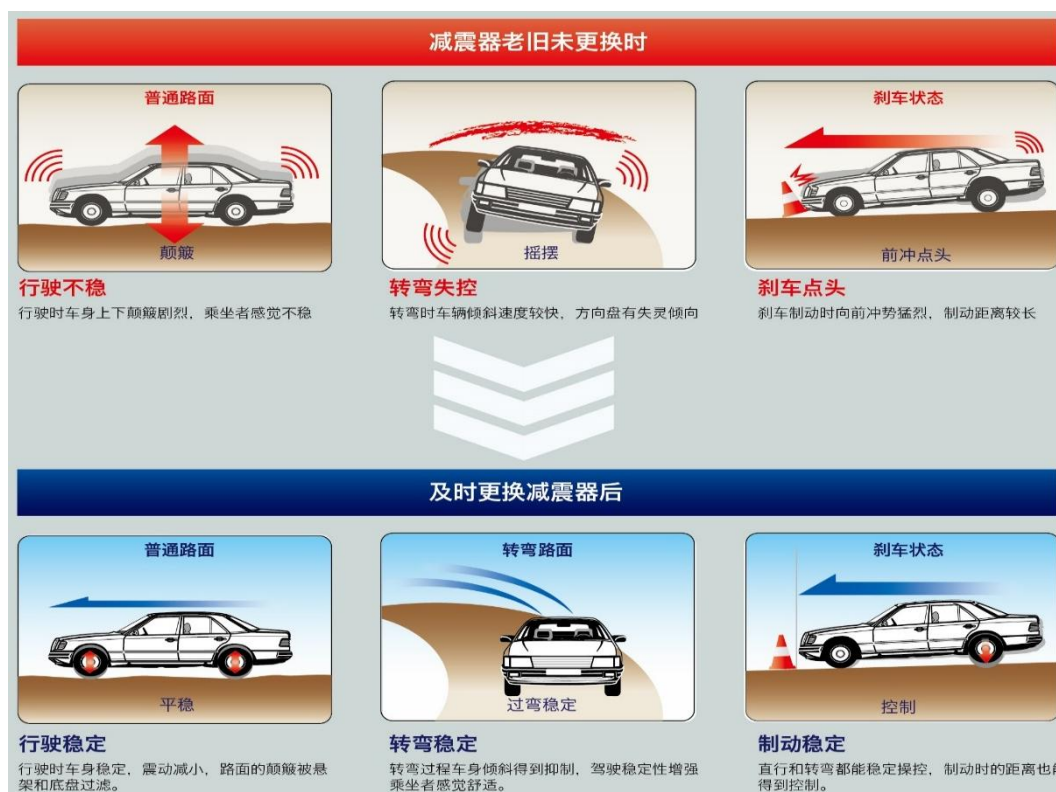 减震器老旧未更换时
普通路面
刹车状态
颠簸
摇摆
前冲点头
行驶不稳
转弯失控
刹车点头
行驶时车身上下颠簸剧烈，乘坐者感觉不稳
转弯时车辆倾斜速度较快，方向盘有失灵倾向
刹车制动时向前冲势猛烈，制动距离较长
及时更换减震器后
普通路面
转弯路面
刹车状态
平稳
过弯稳定
控制
行驶稳定
转弯稳定
制动稳定
行驶时车身稳定，震动减小，路面的颠簸被悬
架和底盘过滤。
转弯过程车身倾斜得到抑制，驾驶稳定性增强
乘坐者感觉舒适。
直行和转弯都能稳定操控，制动时的距离也能
得到控制。